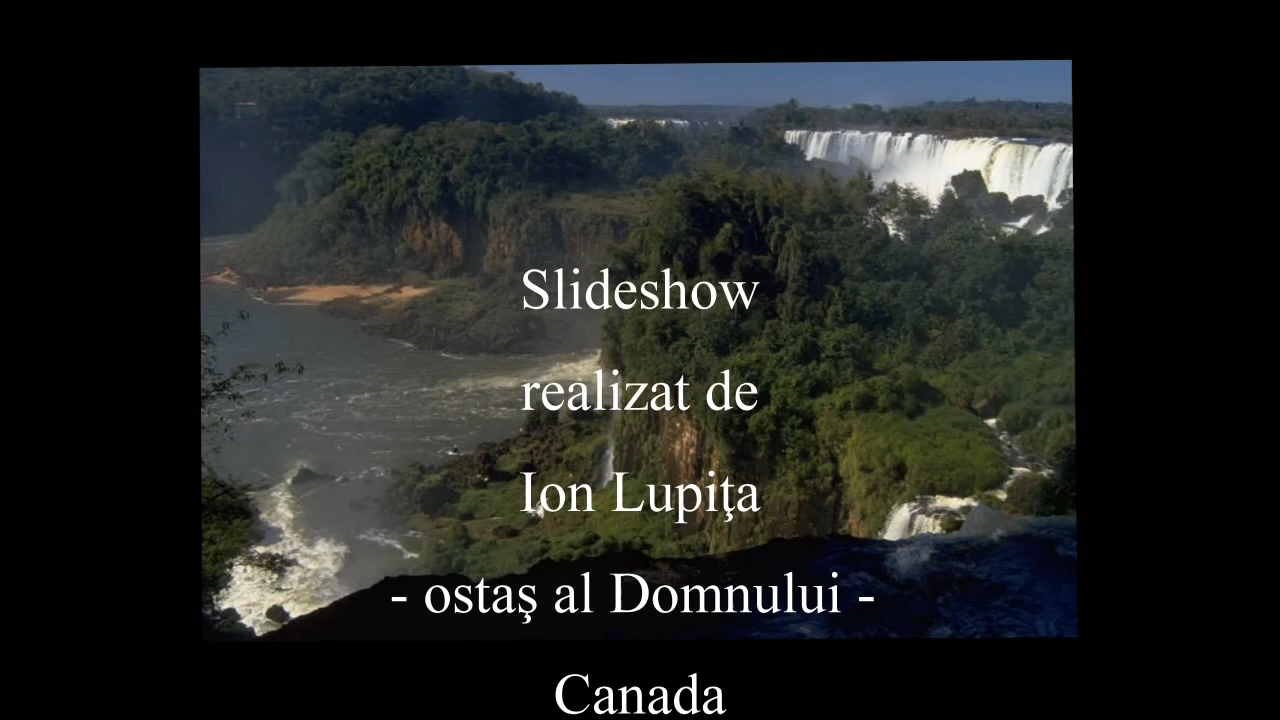 Slideshow
realizat de
Ion Lupiţa
- ostaş al Domnului -
Canada